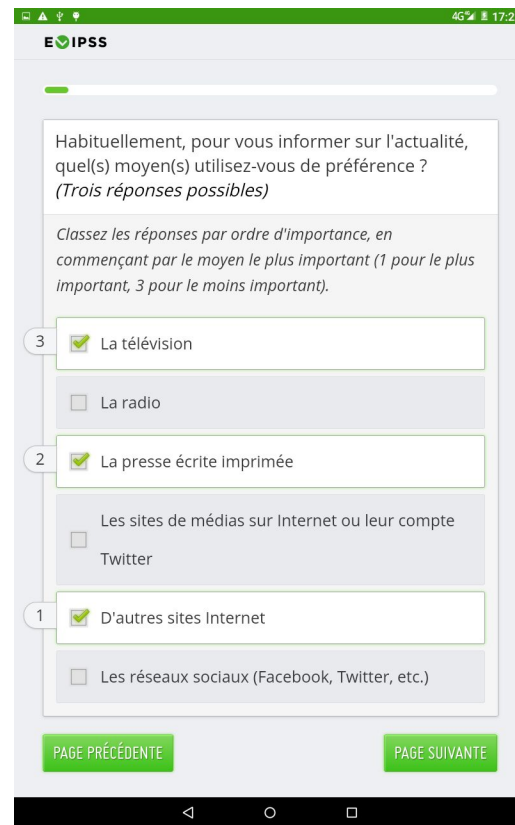 4G 17:2
E IPSS
Habituellement, pour vous informer sur l'actualité,
quel(s) moyen(s) utilisez-vous de préférence ?
(Trois réponses possibles)
Classez les réponses par ordre d'importance, en
commençant par le moyen le plus important (1 pour le plus
important, 3 pour le moins important).
3 La télévision
La radio
2 La presse écrite imprimée
Les sites de médias sur Internet ou leur compte
Twitter
1 D'autres sites Internet
Les réseaux sociaux (Facebook, Twitter, etc.)
PAGE PRÉCÉDENTE PAGE SUIVANTE